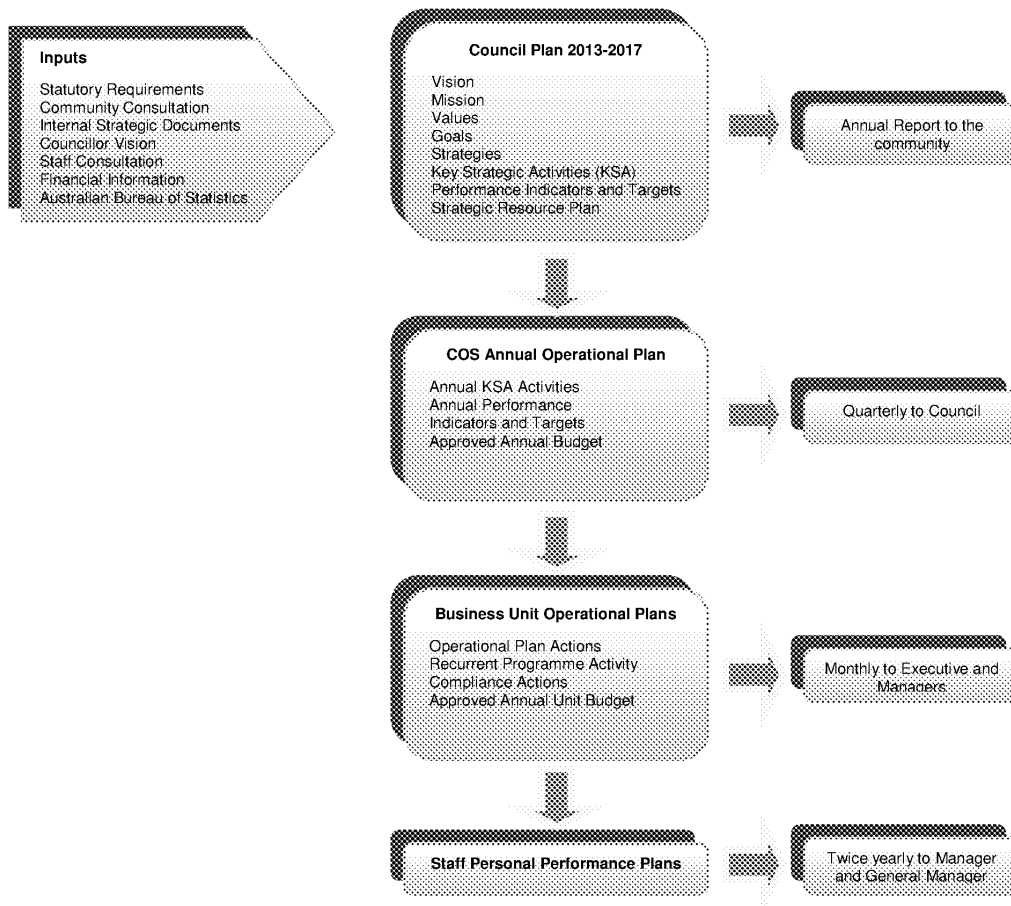 Inputs
Statutory Requirements
Community Consultation
Internal Strategic Documents
Councillor Vision
Staff Consultation
Financial Information
Australian Bureau of Statistics
Council Plan 2013-2017
Vision
Mission
Values
Goals
Strategies
Key Strategic Activities (KSA)
Performance Indicators and Targets
Strategic Resource Plan
Annual Report to the
community
COS Annual Operational Plan
Annual KSA Activities
Annual Performance
Indicators and Targets
Approved Annual Budget
Quarterly to Council
Business Unit Operational Plans
Operational Plan Actions
Recurrent Programme Activity
Compliance Actions
Approved Annual Unit Budget
Monthly to Executive and
Managers
Staff Personal Performance Plans
Twice yearly to Manager
and General Manager